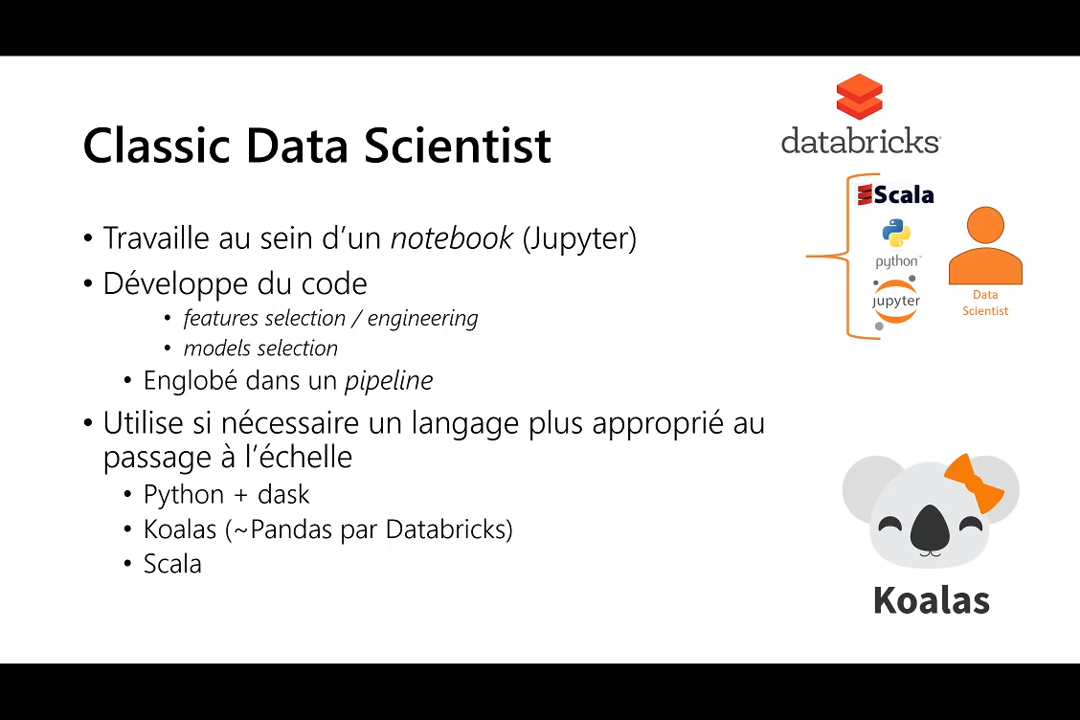 Classic Data Scientist
databricks
Scala
python™
jupyter
Data
Scientist
• Travaille au sein d’un notebook (Jupyter)
• Développe du code
• features selection / engineering
• models selection
• Englobé dans un pipeline
• Utilise si nécessaire un langage plus approprié au
passage à l’échelle
• Python + dask
• Koalas (~Pandas par Databricks)
• Scala
Koalas